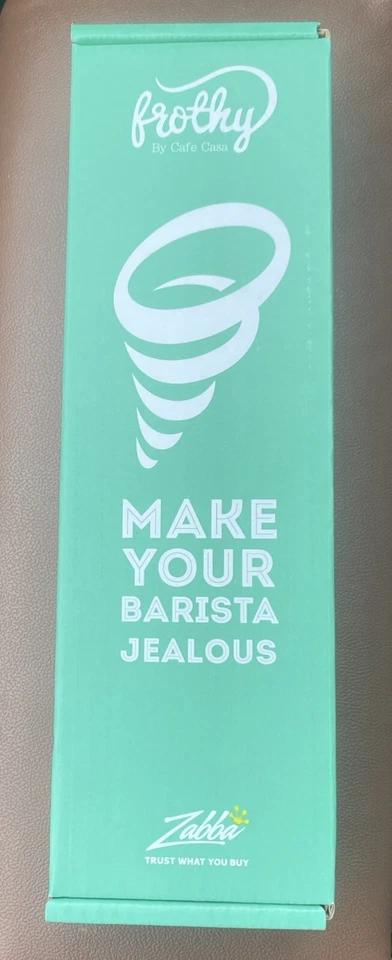 frothy
By Cafe Casa
MAKE
YOUR
BARISTA
JEALOUS
Zabba
TRUST WHAT YOU BUY